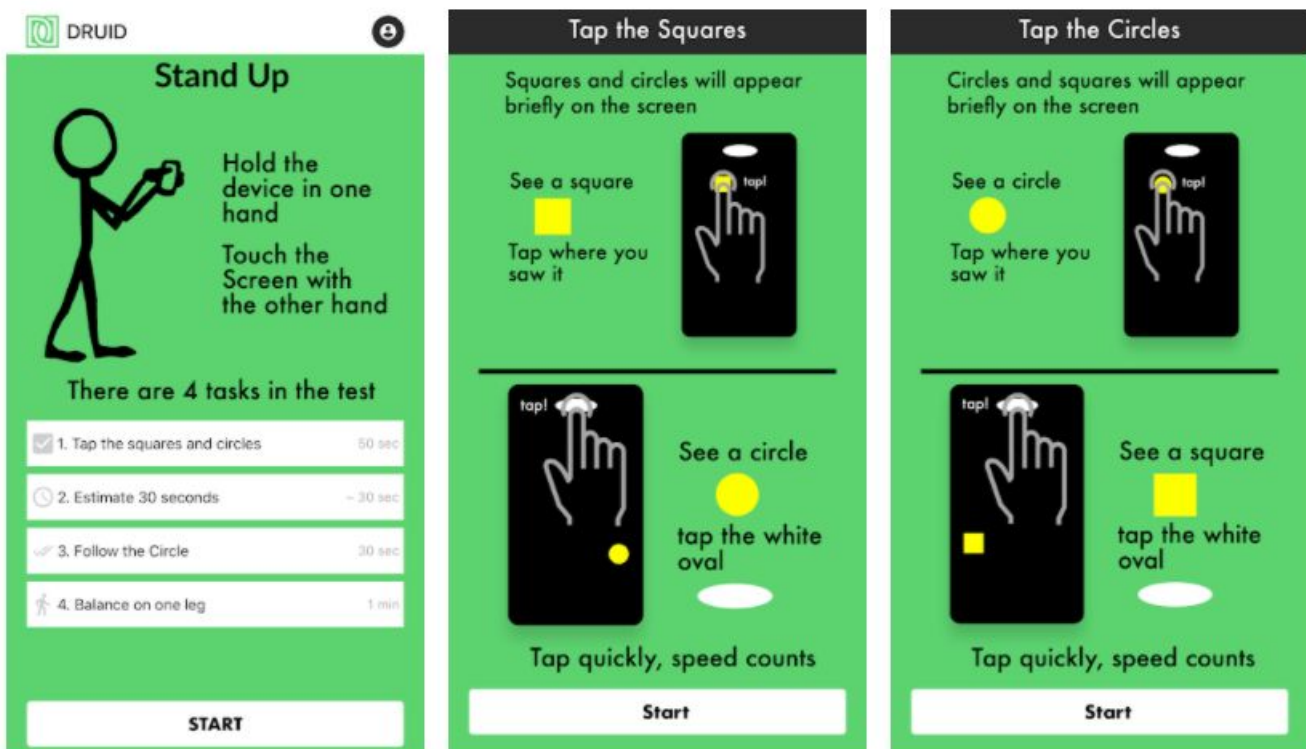 DRUID
Stand Up
Hold the
device in one
hand
Touch the
Screen with
the other hand
There are 4 tasks in the test
1. Tap the squares and circles 50 sec
2. Estimate 30 seconds ~ 30 sec
3. Follow the Circle 30 sec
4. Balance on one leg 1 min
START
Tap the Squares
Squares and circles will appear
briefly on the screen
See a square
tap!
Tap where you
saw it
tap!
See a circle
tap the white
oval
Tap quickly, speed counts
Start
Tap the Circles
Circles and squares will appear
briefly on the screen
See a circle
tap!
Tap where you
saw it
tap!
See a square
tap the white
oval
Tap quickly, speed counts
Start